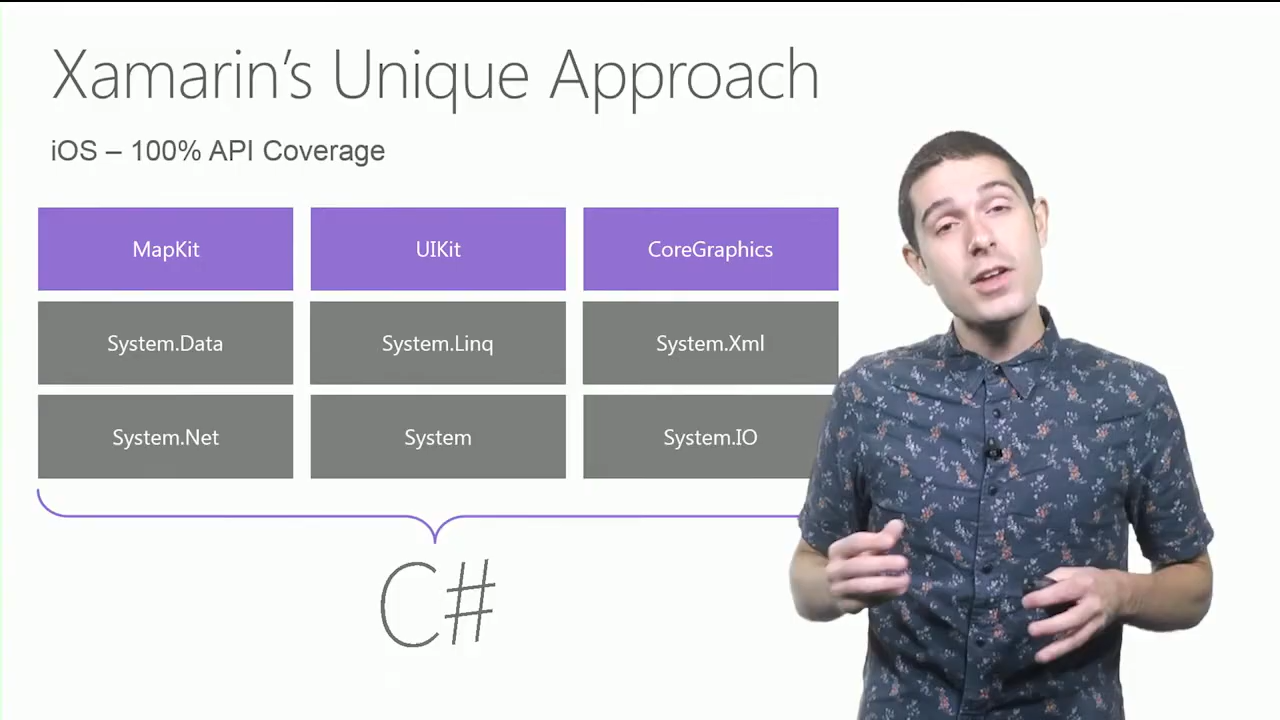 Xamarin's Unique Approach
iOS – 100% API Coverage
MapKit UIKit CoreGraphics
System.Data System.Linq System.Xml
System.Net System System.IO
C#